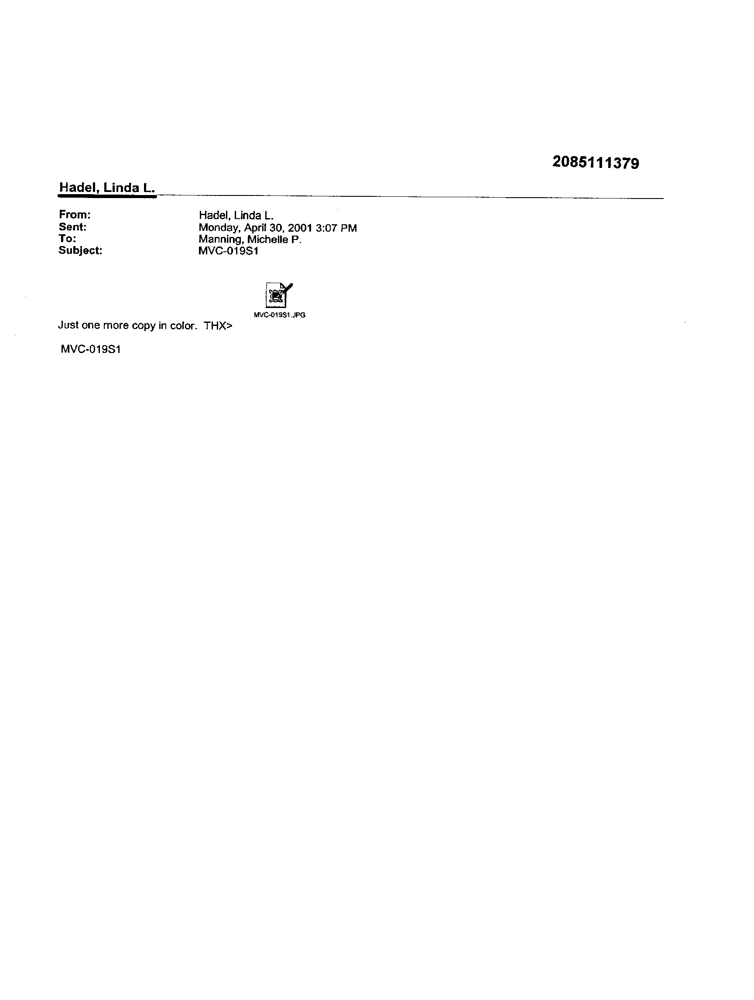 2085111379
Hadel, Linda L.
From: Hadel, Linda L.
Sent: Monday, April 30, 2001 3:07 PM
To: Manning, Michelle P.
Subject: MVC-019S1
MVC-019S1.JPG
Just one more copy in color. THX>
MVC-019S1